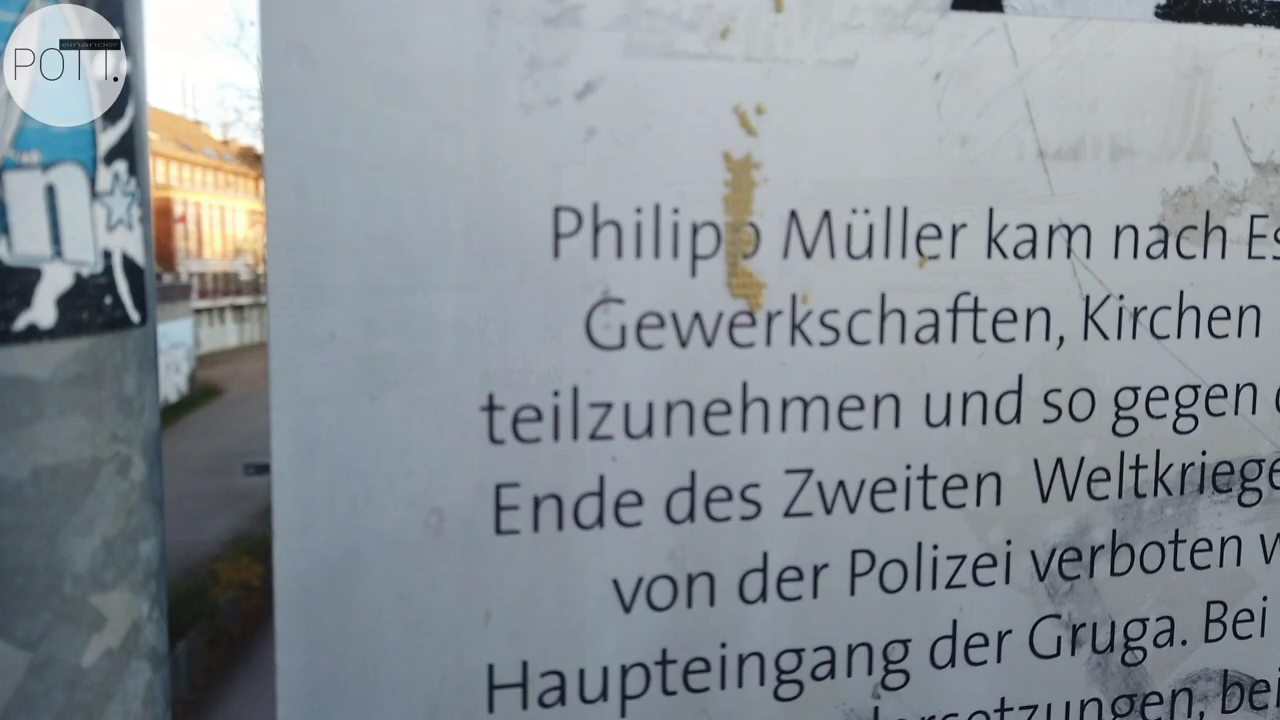 einander
POTT.
n
Philipp Müller kam nach
Gewerkschaften, Kirchen
teilzunehmen und so gegen
Ende des Zweiten Weltkriege
von der Polizei verboten
Haupteingang der Gruga. Bei